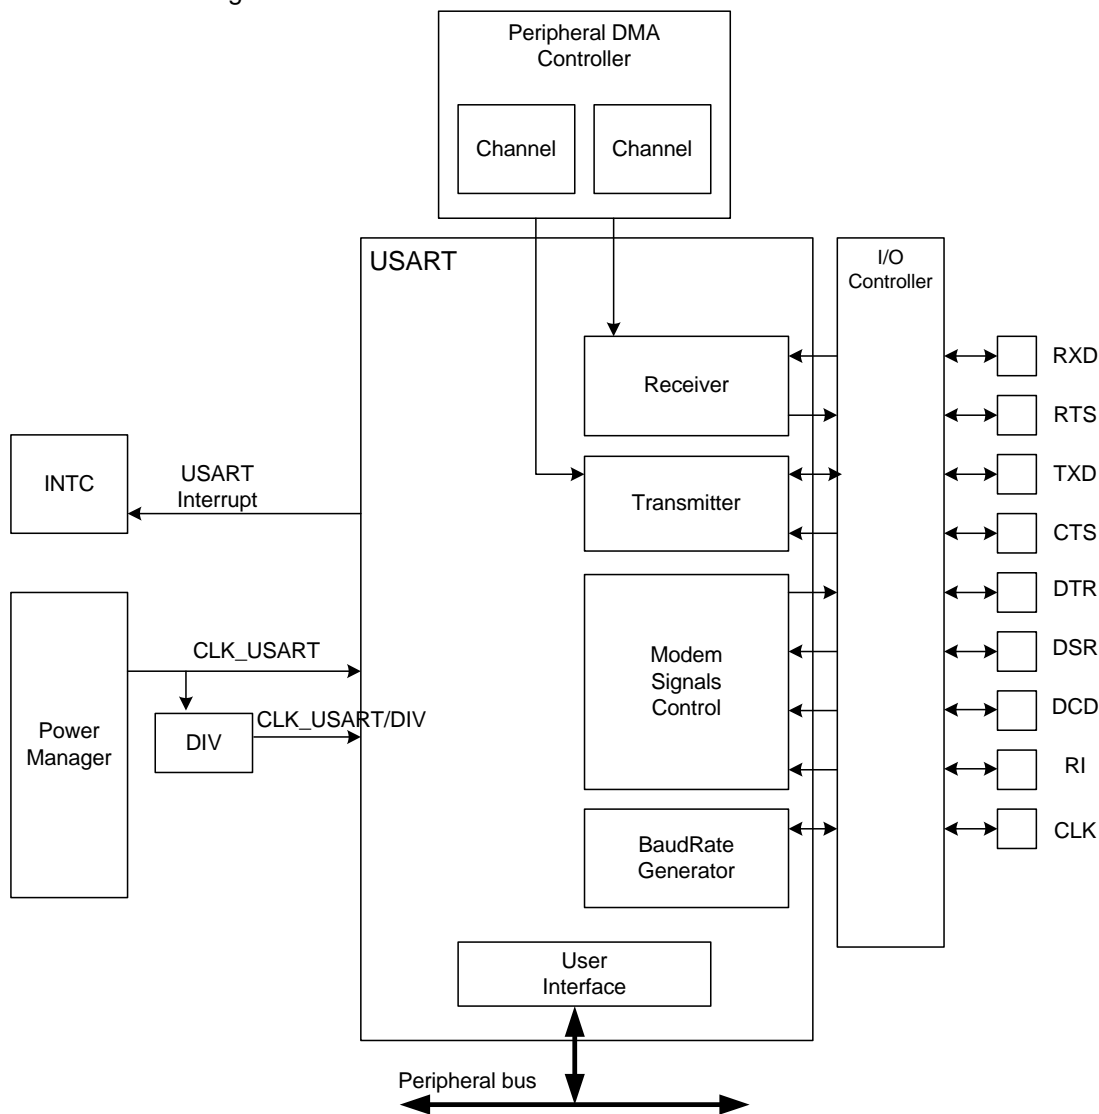 Peripheral DMA
Controller
Channel
Channel
USART
I/O
Controller
Receiver
RXD
RTS
INTC
USART
Interrupt
Transmitter
TXD
CTS
DTR
CLK_USART
Modem
Signals
Control
DSR
Power
Manager
DIV
CLK_USART/DIV
DCD
RI
BaudRate
Generator
CLK
User
Interface
Peripheral bus